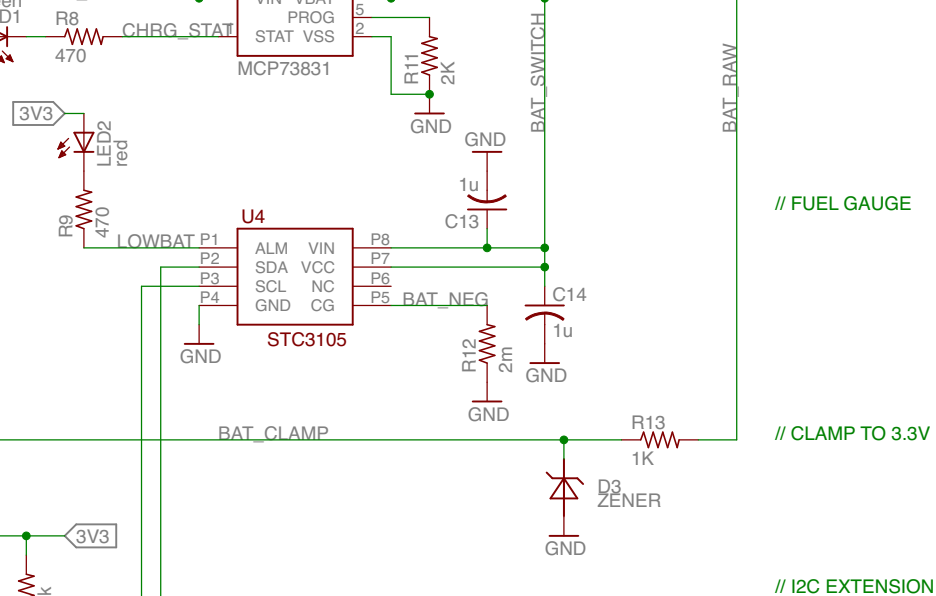 VIN VBAT
D1
R8
PROG
5
CHRG_STAT
1
STAT VSS
2
470
MCP73831
R11
2K
BAT_SWITCH
BAT_RAW
3V3
GND
GND
LED2
red
1u
C13
// FUEL GAUGE
R9
470
U4
LOWBAT
P1
ALM VIN
P8
P2
SDA VCC
P7
P3
SCL NC
P6
P4
GND CG
P5
BAT_NEG
C14
1u
STC3105
GND
R12
2m
GND
GND
R13
BAT_CLAMP
// CLAMP TO 3.3V
1K
D3
ZENER
3V3
GND
k
// I2C EXTENSION